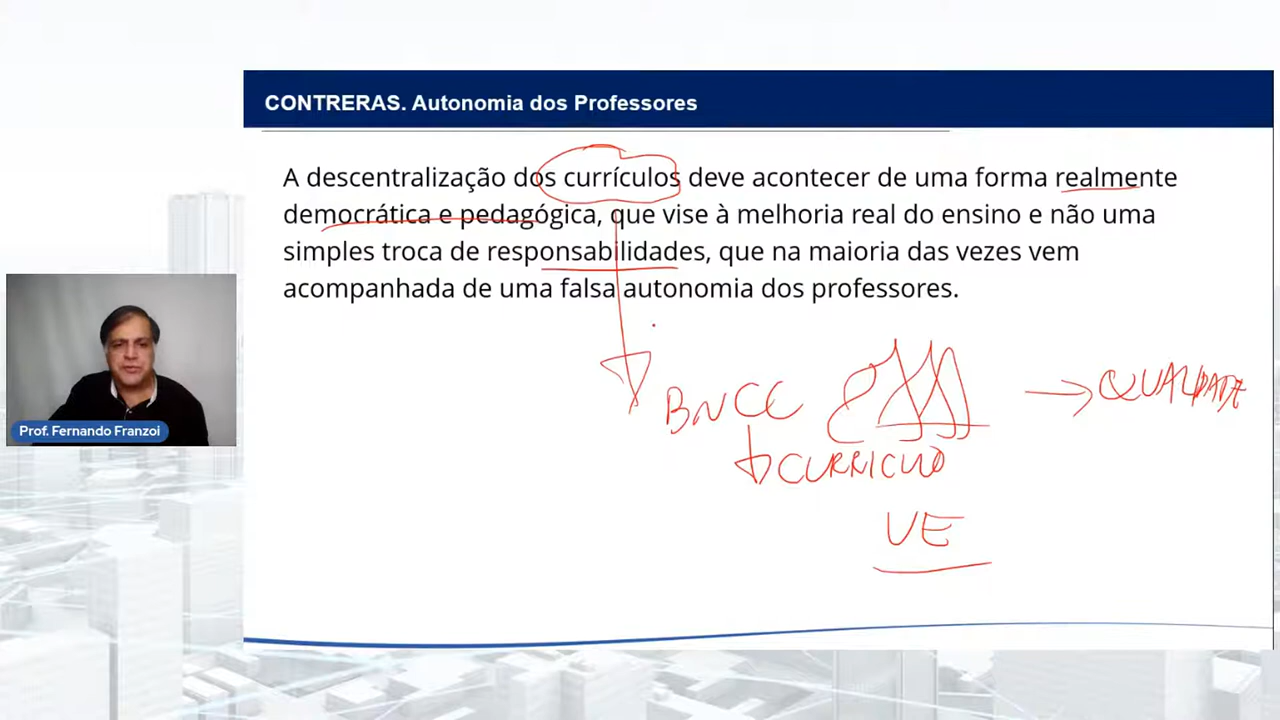 CONTRERAS. Autonomia dos Professores
A descentralização dos currículos deve acontecer de uma forma realmente
democrática e pedagógica, que vise à melhoria real do ensino e não uma
simples troca de responsabilidades, que na maioria das vezes vem
acompanhada de uma falsa autonomia dos professores.
BNCC
QUALIDADE
CURRICULO
VE
Prof. Fernando Franzoi